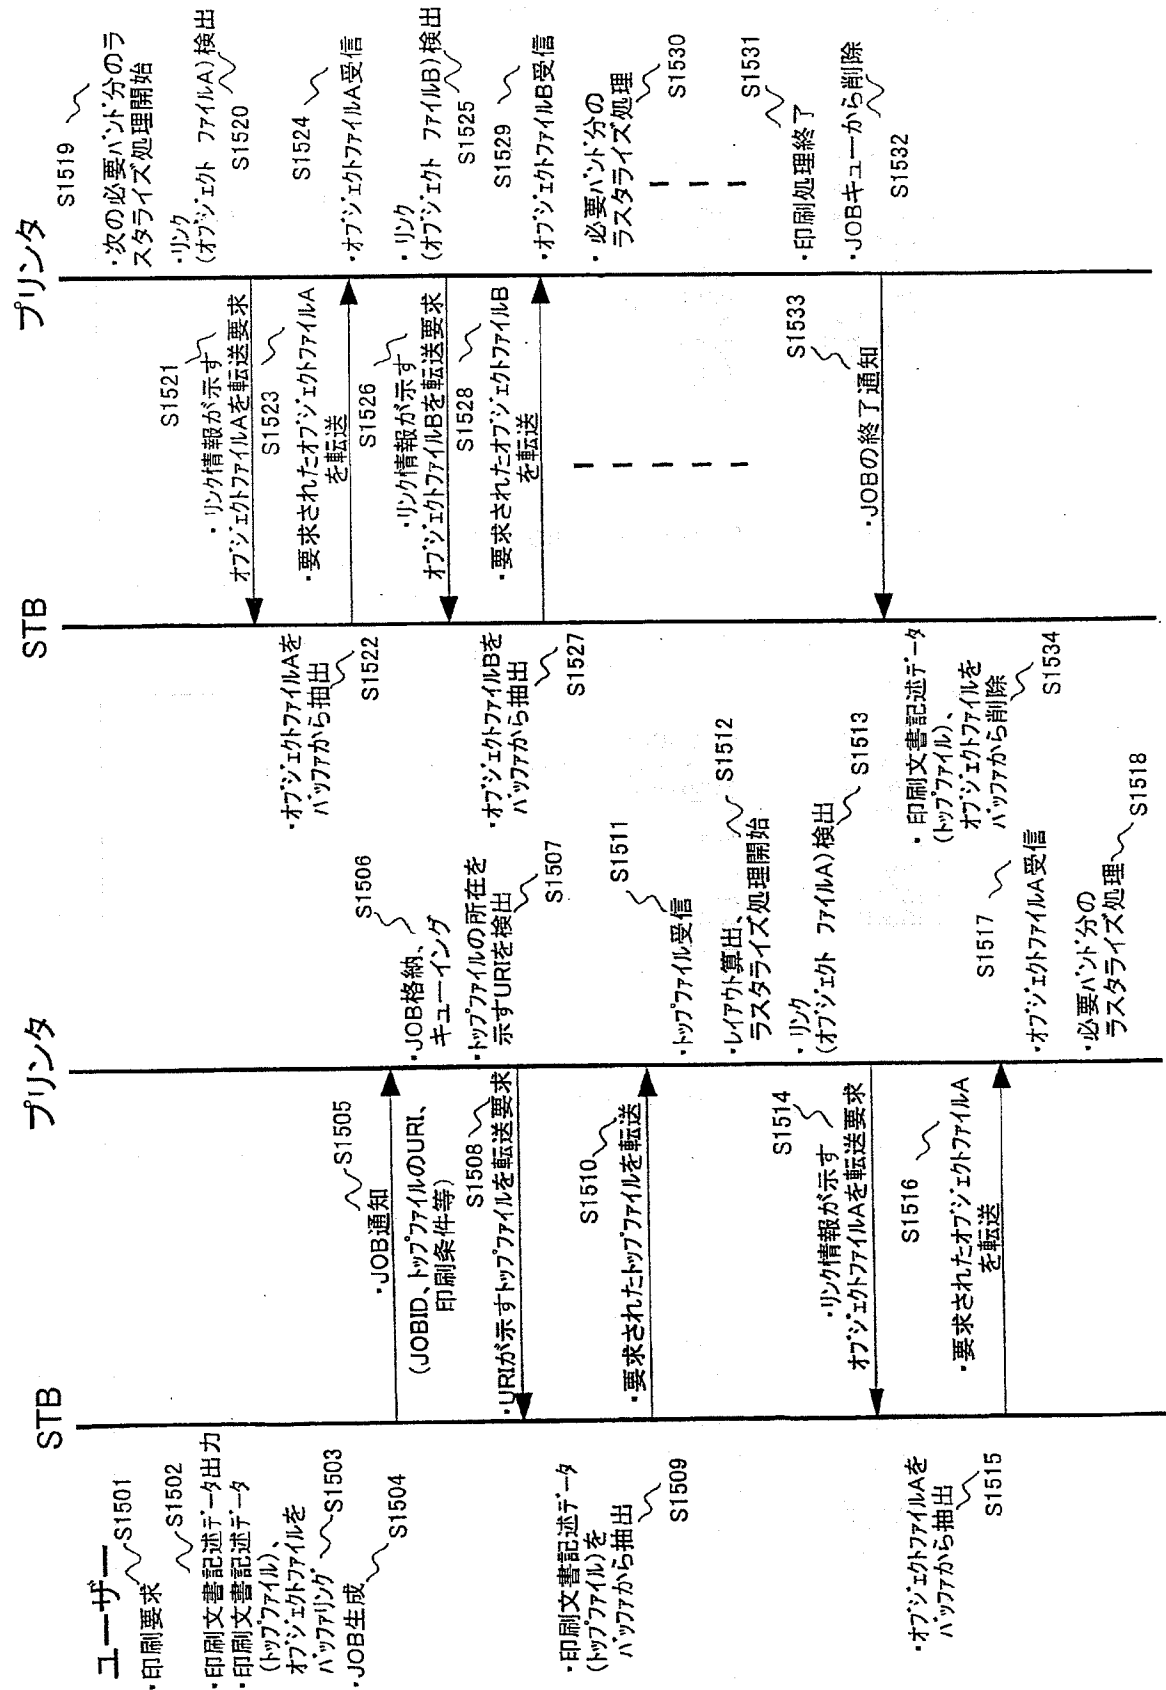 ユーザー
STB
プリンタ
・印刷要求
S1501
S1502
・印刷文書記述データ出力
・印刷文書記述データ
(トップファイル)、
オブジェクトファイルを
バッファリング
S1503
・JOB生成
S1504
・JOB通知
S1505
(JOBID、トップファイルのURI、
印刷条件等)
S1506
・JOB格納、
キューイング
・トップファイルの所在を
示すURIを検出
S1507
S1508
・URIが示すトップファイルを転送要求
・印刷文書記述データ
(トップファイル)を
バッファから抽出
S1509
S1510
・要求されたトップファイルを転送
S1511
・トップファイル受信
・レイアウト算出、
ラスタライズ処理開始
S1512
・リンク
(オブジェクト ファイルA)検出
S1513
S1514
・リンク情報が示す
オブジェクトファイルAを転送要求
・オブジェクトファイルAを
バッファから抽出
S1515
S1516
・要求されたオブジェクトファイルA
を転送
S1517
・オブジェクトファイルA受信
・必要バンド分の
ラスタライズ処理
S1518
STB
プリンタ
S1519
・次の必要バンド分のラ
スタライズ処理開始
・リンク
(オブジェクト ファイルA)検出
S1520
S1521
・リンク情報が示す
オブジェクトファイルAを転送要求
・オブジェクトファイルAを
バッファから抽出
S1522
S1523
・要求されたオブジェクトファイルA
を転送
S1524
・オブジェクトファイルA受信
・リンク
(オブジェクト ファイルB)検出
S1525
S1526
・リンク情報が示す
オブジェクトファイルBを転送要求
・オブジェクトファイルBを
バッファから抽出
S1527
S1528
・要求されたオブジェクトファイルB
を転送
S1529
・オブジェクトファイルB受信
・必要バンド分の
ラスタライズ処理
S1530
S1531
・印刷処理終了
・JOBキューから削除
S1532
S1533
・JOBの終了通知
・印刷文書記述データ
(トップファイル)、
オブジェクトファイルを
バッファから削除
S1534